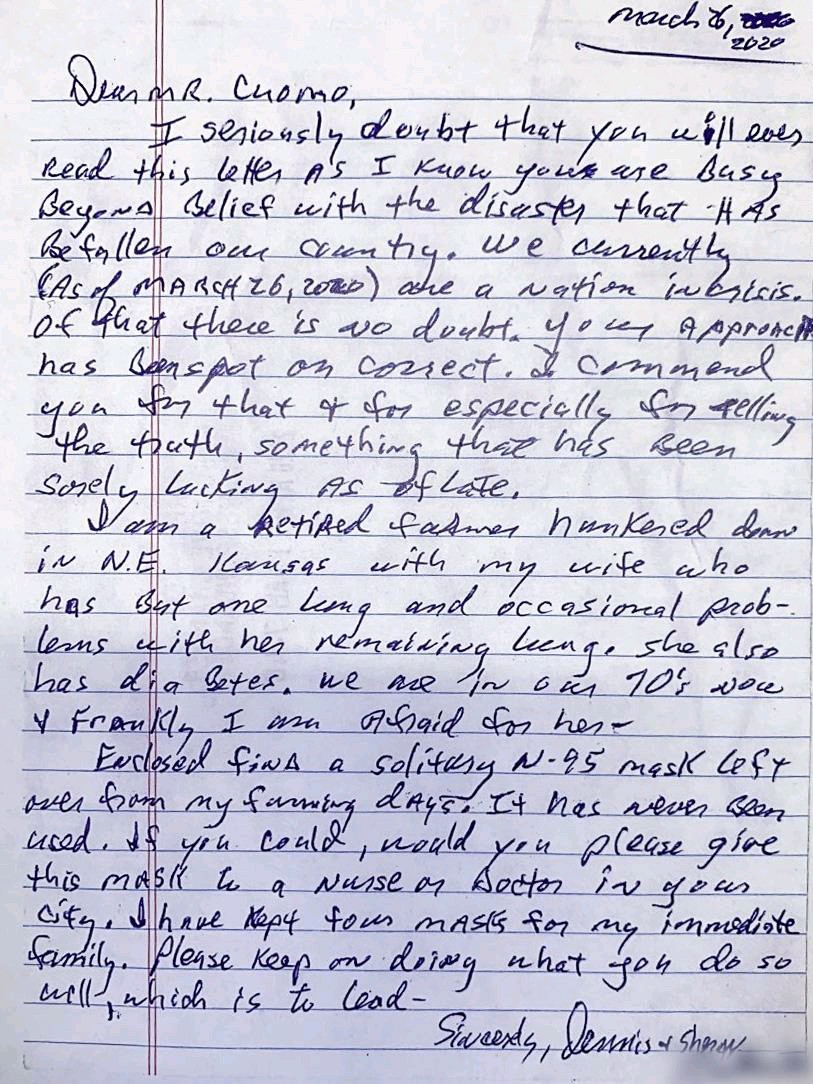 March 26,
2020
Dear MR. Cuomo,
I seriously doubt that you will ever
Read this letter As I know you are Busy
Beyond Belief with the disaster that HAS
Befallen our country. We currently
(As of MARCH 26, 2020) are a nation in crisis.
Of that there is no doubt. your Approach
has Been spot on correct. I commend
you for that & for especially for telling
the truth, something that has Been
sorely lacking AS of Late.
I am a retired farmer hunkered down
in N.E. Kansas with my wife who
has But one lung and occasional prob-
lems with her remaining lung. She also
has diaBetes. We are in our 70's now
& Frankly I am Afraid for her-
Enclosed find a solitary N-95 mask left
over from my farming days. It has never Been
used. If you could, would you please give
this mask to a Nurse or Doctor in your
City. I have kept four masks for my immediate
family. Please keep on doing what you do so
well, which is to lead-
Sincerely, Dennis & Sharon